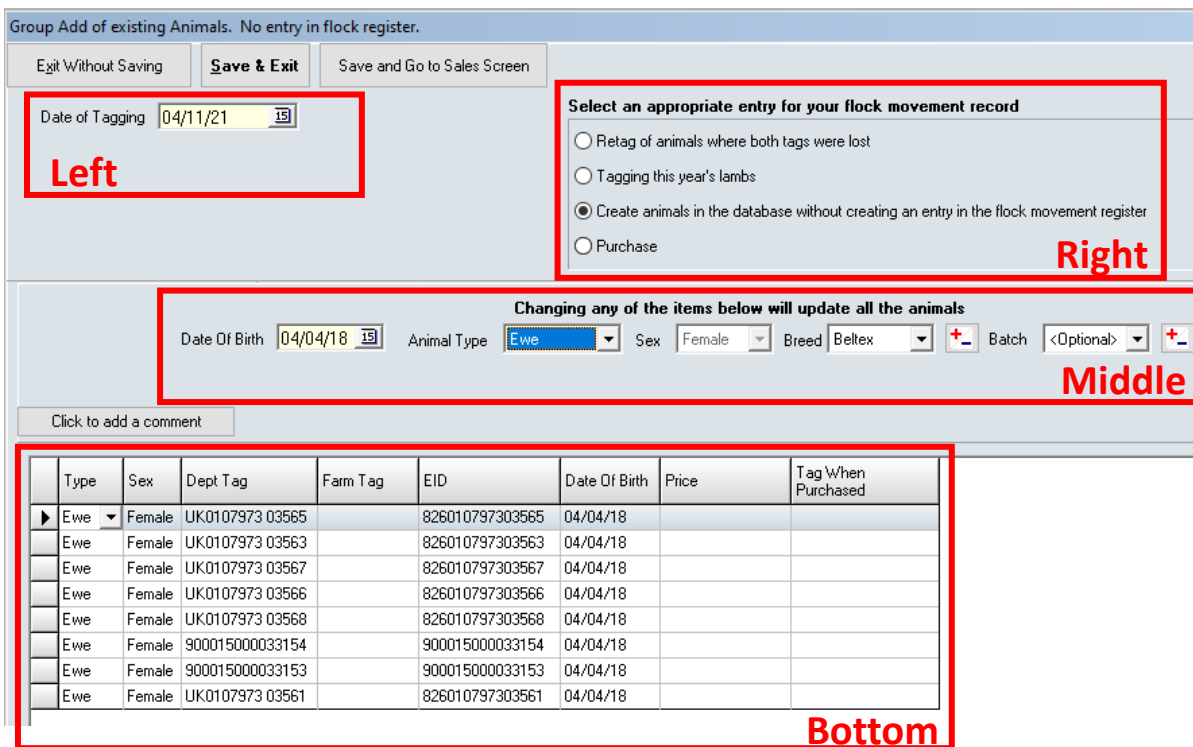 Group Add of existing Animals.  No entry in flock register.
Exit Without Saving Save & Exit Save and Go to Sales Screen
Date of Tagging 04/11/21 15
Left
Select an appropriate entry for your flock movement record
Retag of animals where both tags were lost
Tagging this year's lambs
Create animals in the database without creating an entry in the flock movement register
Purchase
Right
Changing any of the items below will update all the animals
Date Of Birth 04/04/18 15 Animal Type Ewe Sex Female Breed Beltex Batch <Optional>
Middle
Click to add a comment
Type Sex Dept Tag Farm Tag EID Date Of Birth Price Tag When Purchased
Ewe Female UK0107973 03565 826010797303565 04/04/18
Ewe Female UK0107973 03563 826010797303563 04/04/18
Ewe Female UK0107973 03567 826010797303567 04/04/18
Ewe Female UK0107973 03566 826010797303566 04/04/18
Ewe Female UK0107973 03568 826010797303568 04/04/18
Ewe Female 900015000033154 900015000033154 04/04/18
Ewe Female 900015000033153 900015000033153 04/04/18
Ewe Female UK0107973 03561 826010797303561 04/04/18
Bottom